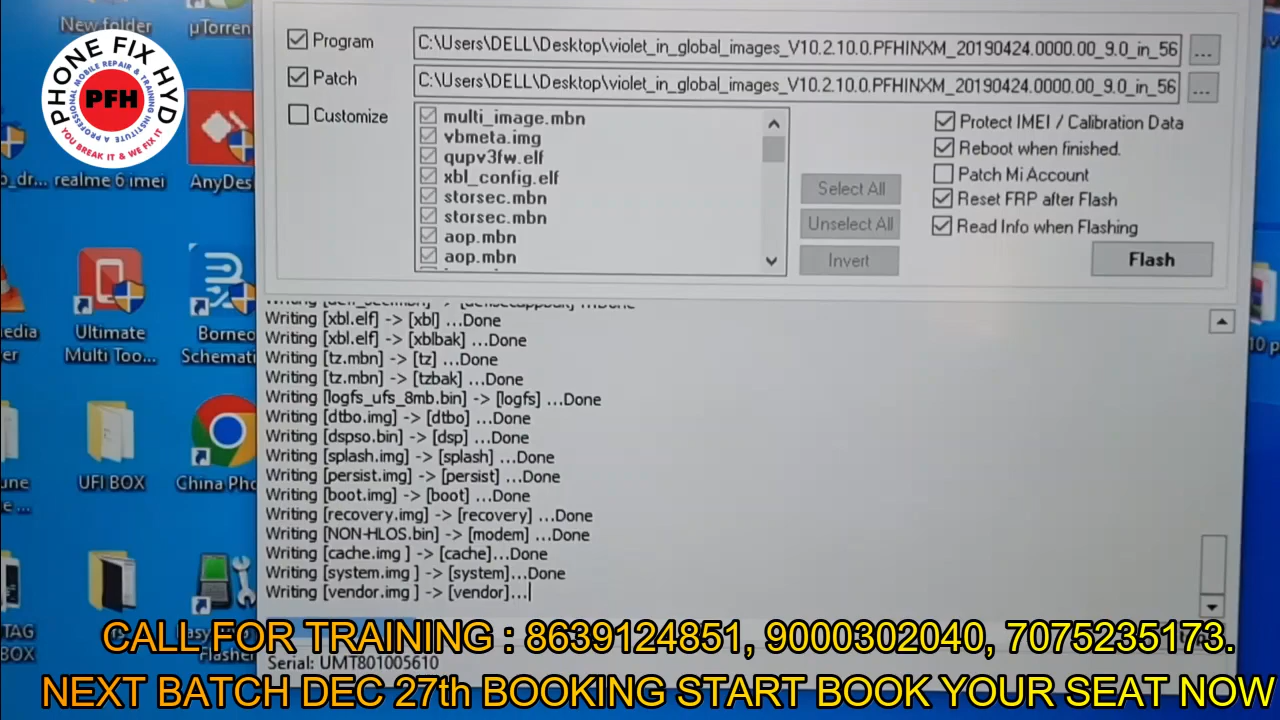 New folder
µTorren
PHONE FIX HYD
A PROFESSIONAL MOBILE REPAIR & TRAINING INSTITUTE
PFH
YOU BREAK IT & WE FIX IT
realme 6 imei
AnyDes
Ultimate
Multi Too...
Borneo
Schemati
UFI BOX
China Pho
TAG
BOX
Flasher
Program
C:\Users\DELL\Desktop\violet_in_global_images_V10.2.10.0.PFHINXM_20190424.0000.00_9.0_in_56
...
Patch
C:\Users\DELL\Desktop\violet_in_global_images_V10.2.10.0.PFHINXM_20190424.0000.00_9.0_in_56
...
Customize
multi_image.mbn
vbmeta.img
qupv3fw.elf
xbl_config.elf
storsec.mbn
storsec.mbn
aop.mbn
aop.mbn
Select All
Unselect All
Invert
Protect IMEI / Calibration Data
Reboot when finished.
Patch Mi Account
Reset FRP after Flash
Read Info when Flashing
Flash
Writing [xbl.elf] -> [xbl] ...Done
Writing [xbl.elf] -> [xblbak] ...Done
Writing [tz.mbn] -> [tz] ...Done
Writing [tz.mbn] -> [tzbak] ...Done
Writing [logfs_ufs_8mb.bin] -> [logfs] ...Done
Writing [dtbo.img] -> [dtbo] ...Done
Writing [dspso.bin] -> [dsp] ...Done
Writing [splash.img] -> [splash] ...Done
Writing [persist.img] -> [persist] ...Done
Writing [boot.img] -> [boot] ...Done
Writing [recovery.img] -> [recovery] ...Done
Writing [NON-HLOS.bin] -> [modem] ...Done
Writing [cache.img ] -> [cache]...Done
Writing [system.img ] -> [system]...Done
Writing [vendor.img ] -> [vendor]...
CALL FOR TRAINING : 8639124851, 9000302040, 7075235173.
Serial: UMT801005610
NEXT BATCH DEC 27th BOOKING START BOOK YOUR SEAT NOW